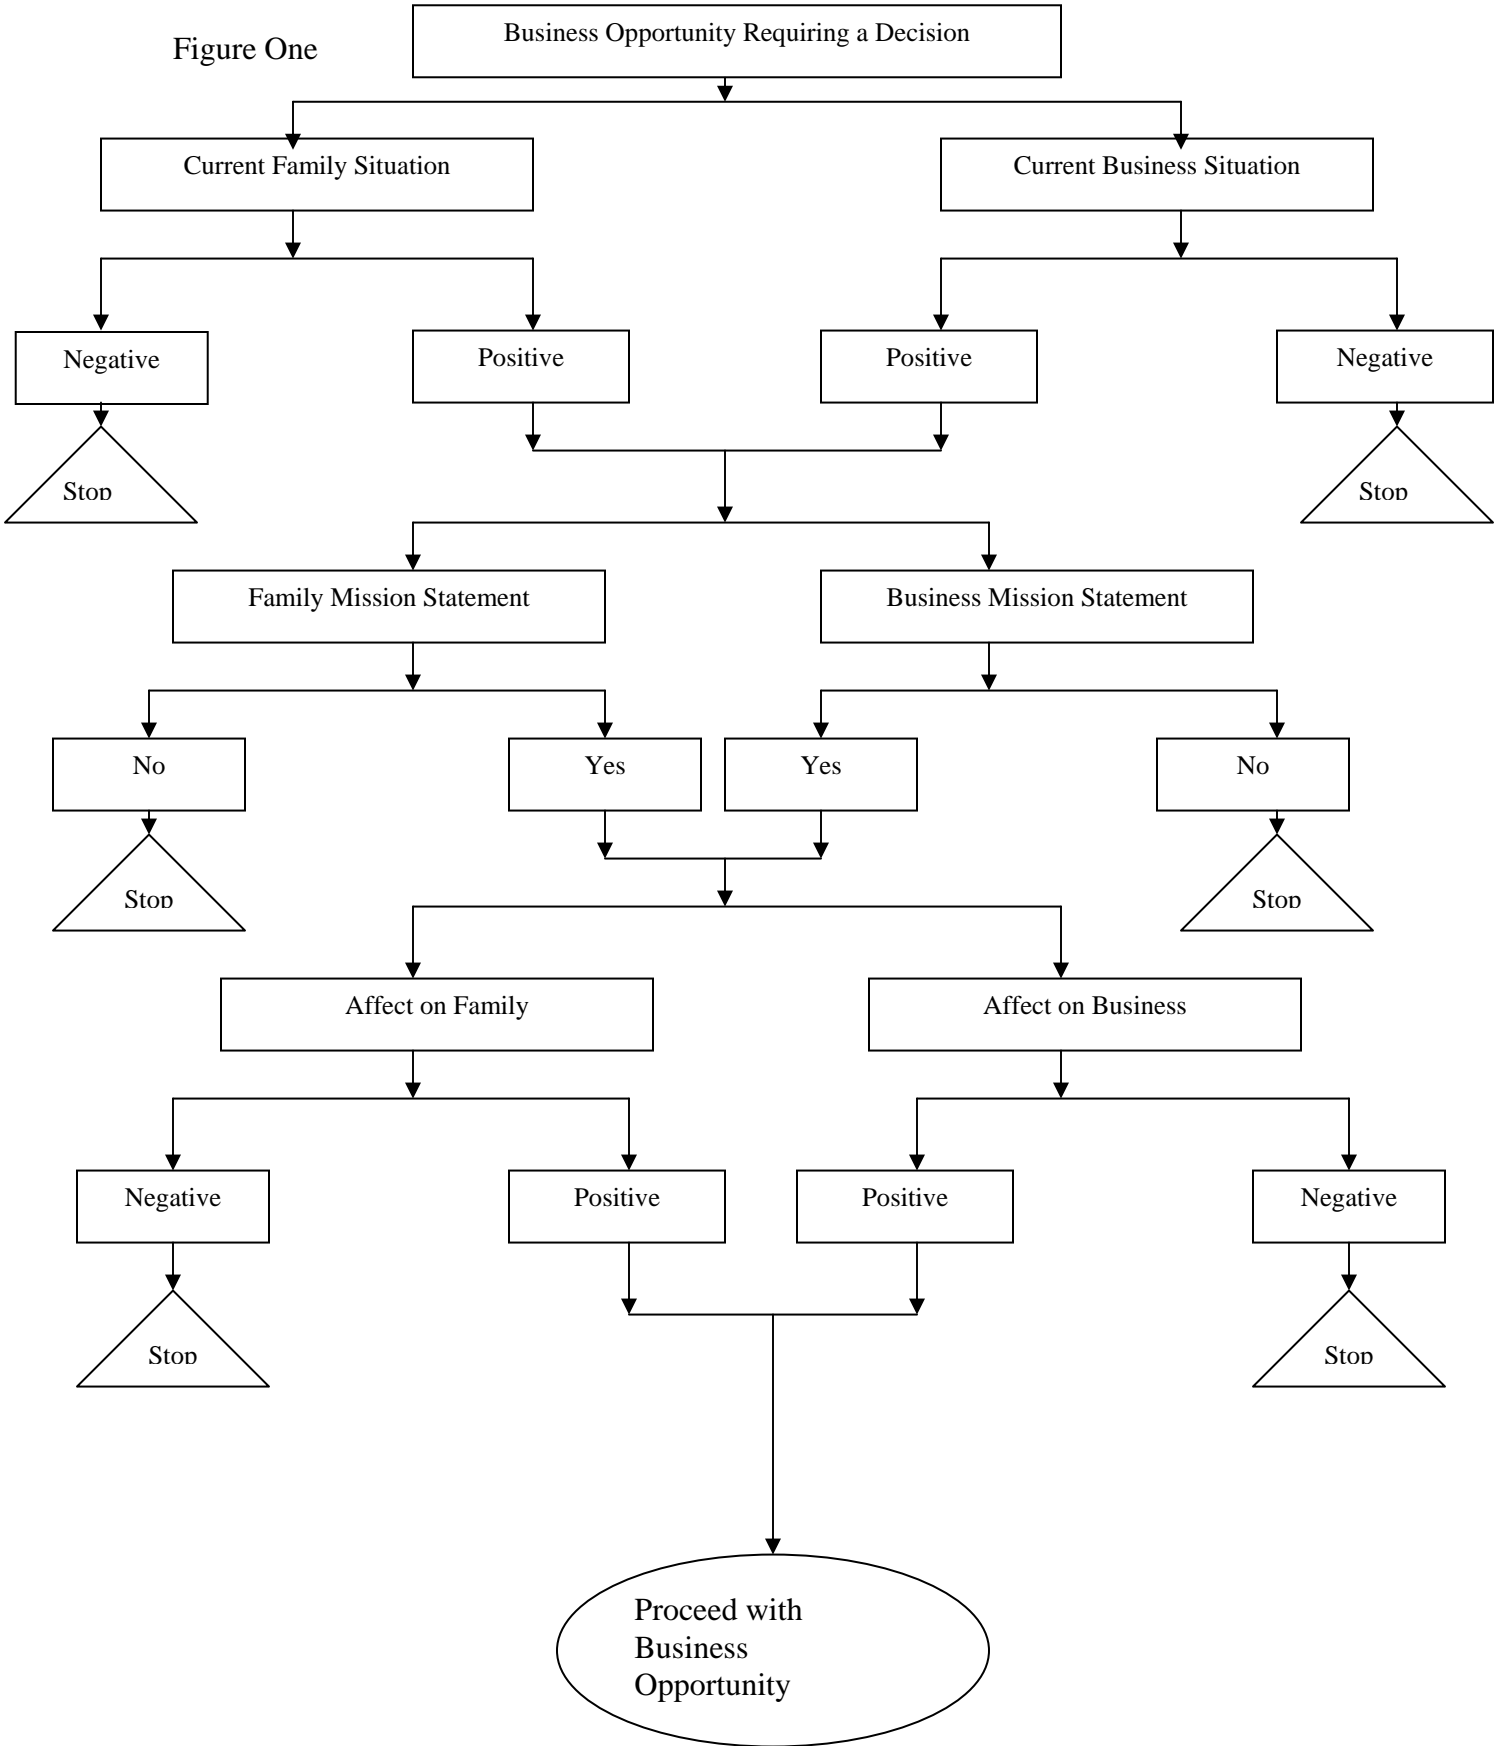 Figure One
Business Opportunity Requiring a Decision
Current Family Situation
Current Business Situation
Negative
Positive
Positive
Negative
Stop
Stop
Family Mission Statement
Business Mission Statement
No
Yes
Yes
No
Stop
Stop
Affect on Family
Affect on Business
Negative
Positive
Positive
Negative
Stop
Stop
Proceed with
Business
Opportunity